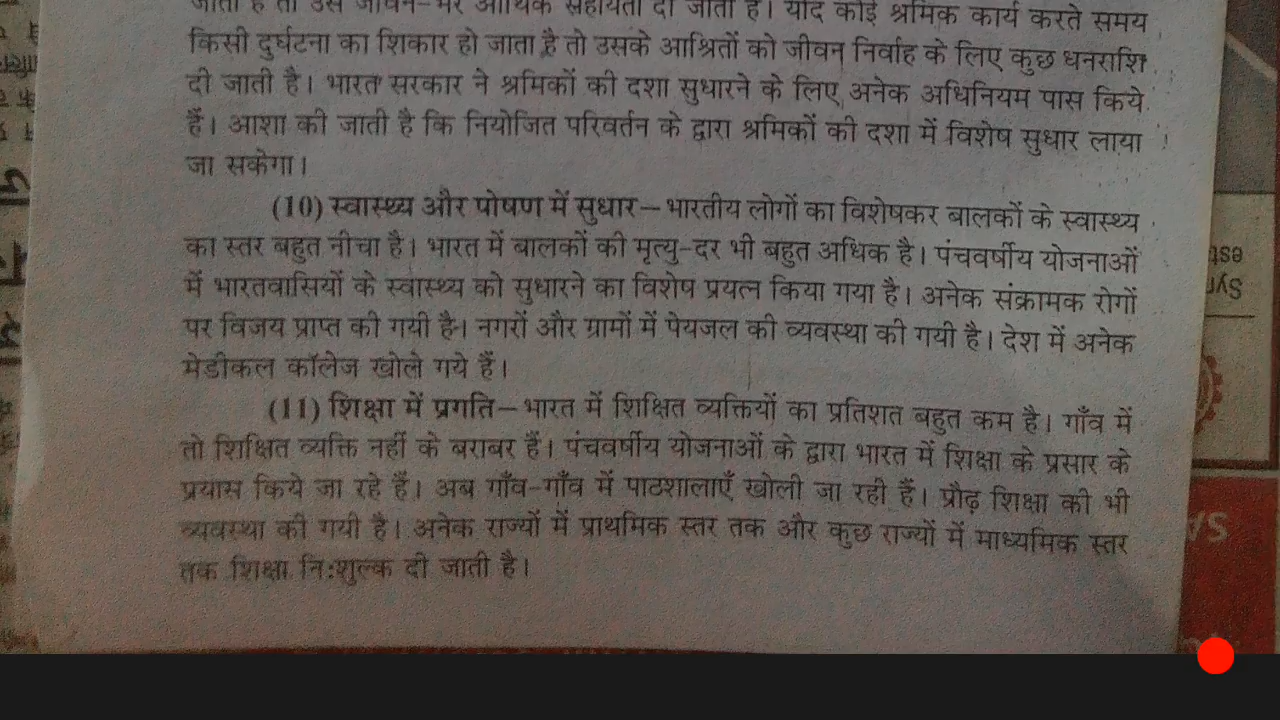 जाता है तो उसे जीवन-भर आर्थिक सहायता दी जाती है। यदि कोई श्रमिक कार्य करते समय
किसी दुर्घटना का शिकार हो जाता है तो उसके आश्रितों को जीवन निर्वाह के लिए कुछ धनराशि
दी जाती है। भारत सरकार ने श्रमिकों की दशा सुधारने के लिए अनेक अधिनियम पास किये
हैं। आशा की जाती है कि नियोजित परिवर्तन के द्वारा श्रमिकों की दशा में विशेष सुधार लाया
जा सकेगा।
(10) स्वास्थ्य और पोषण में सुधार—भारतीय लोगों का विशेषकर बालकों के स्वास्थ्य
का स्तर बहुत नीचा है। भारत में बालकों की मृत्यु-दर भी बहुत अधिक है। पंचवर्षीय योजनाओं
में भारतवासियों के स्वास्थ्य को सुधारने का विशेष प्रयत्न किया गया है। अनेक संक्रामक रोगों
पर विजय प्राप्त की गयी है। नगरों और ग्रामों में पेयजल की व्यवस्था की गयी है। देश में अनेक
मेडीकल कॉलेज खोले गये हैं।
(11) शिक्षा में प्रगति—भारत में शिक्षित व्यक्तियों का प्रतिशत बहुत कम है। गाँव में
तो शिक्षित व्यक्ति नहीं के बराबर हैं। पंचवर्षीय योजनाओं के द्वारा भारत में शिक्षा के प्रसार के
प्रयास किये जा रहे हैं। अब गाँव-गाँव में पाठशालाएँ खोली जा रही हैं। प्रौढ़ शिक्षा की भी
व्यवस्था की गयी है। अनेक राज्यों में प्राथमिक स्तर तक और कुछ राज्यों में माध्यमिक स्तर
तक शिक्षा नि:शुल्क दी जाती है।